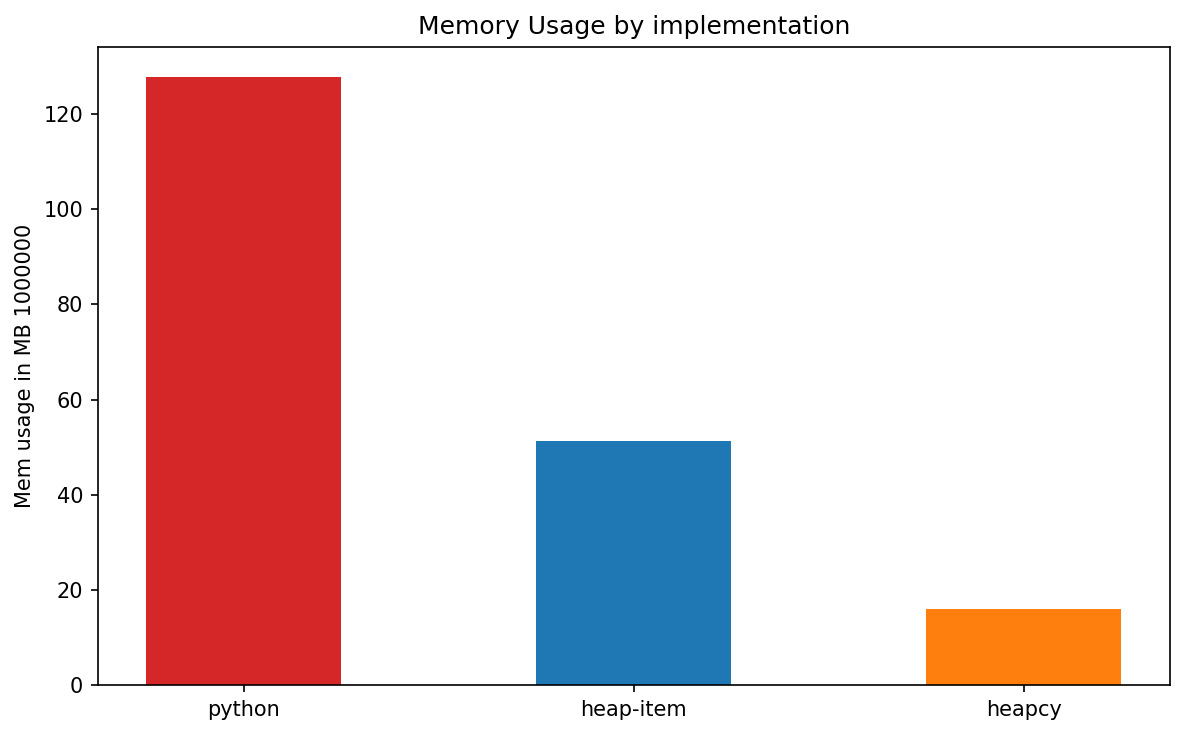 Memory Usage by implementation
Mem usage in MB 1000000
120
100
80
60
40
20
0
python
heap-item
heapcy